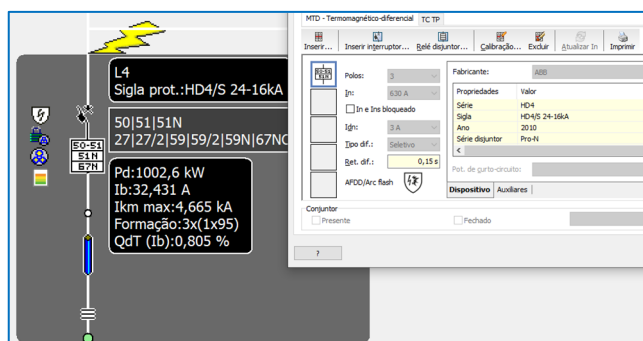 L4
Sigla prot.:HD4/S 24-16kA
50|51|51N
27|27/2|59|59/2|59N|67NC
50-51
51N
67N
Pd:1002,6 kW
Ib:32,431 A
Ikm max:4,665 kA
Formação:3x(1x95)
QdT (Ib):0,805 %
MTD - Termomagnético-diferencial TC TP
Inserir... Inserir interruptor... Relé disjuntor... Calibração... Excluir Atualizar In Imprimir
50-51
51N
Polos: 3
In: 630 A
In e Ins bloqueado
Idn: 3 A
Tipo dif.: Seletivo
Ret. dif.: 0,15 s
AFDD/Arc flash
Fabricante: ABB
Propriedades Valor
Série HD4
Sigla HD4/S 24-16kA
Ano 2010
Série disjuntor Pro-N
<
Pot. de curto-circuito:
Dispositivo Auxiliares
Conjuntor
Presente Fechado
?